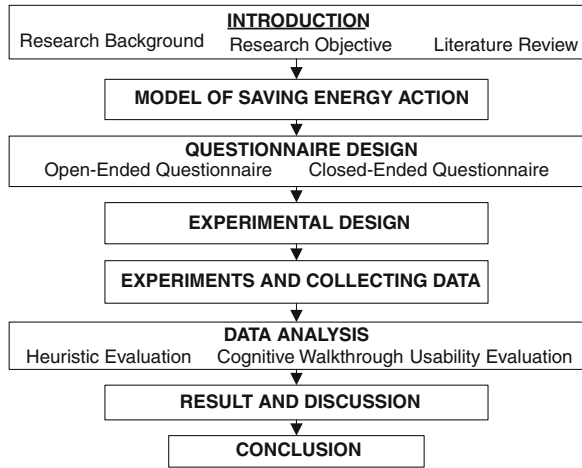 INTRODUCTION
Research Background Research Objective Literature Review
MODEL OF SAVING ENERGY ACTION
QUESTIONNAIRE DESIGN
Open-Ended Questionnaire Closed-Ended Questionnaire
EXPERIMENTAL DESIGN
EXPERIMENTS AND COLLECTING DATA
DATA ANALYSIS
Heuristic Evaluation Cognitive Walkthrough Usability Evaluation
RESULT AND DISCUSSION
CONCLUSION